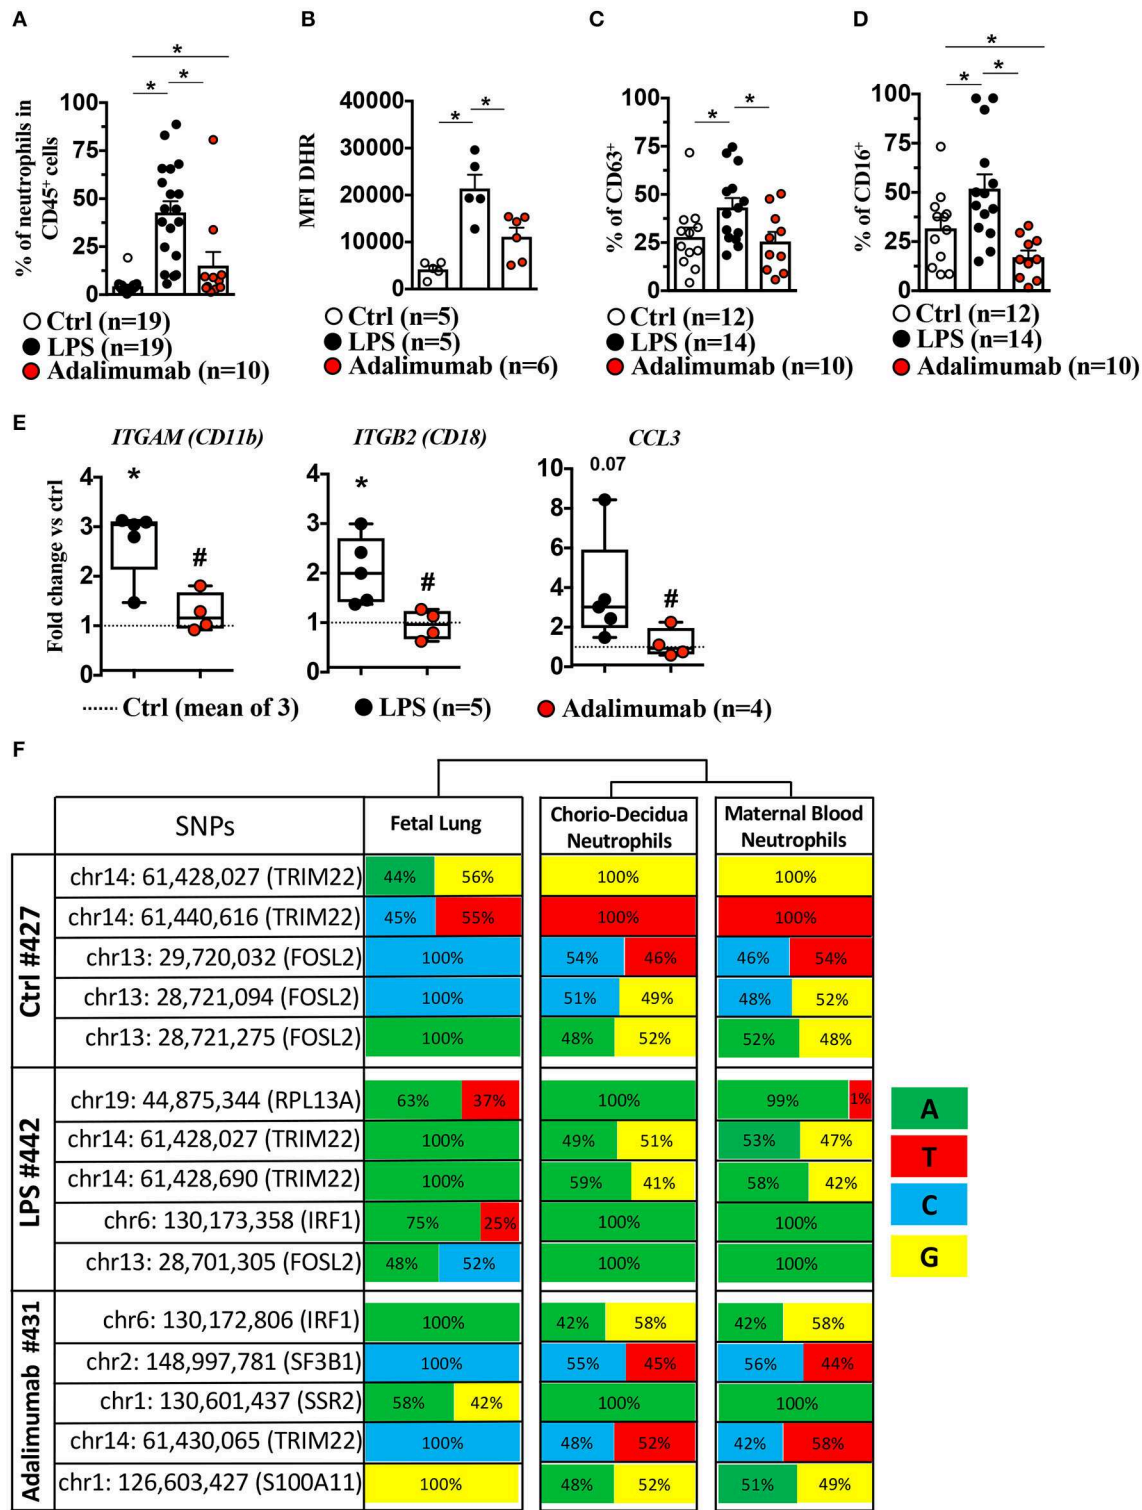 A
B
C
D
* * *
* *
* *
* * *
% of neutrophils in
CD45+ cells
100
75
50
25
0
MFI DHR
40000
30000
20000
10000
0
% of CD63+
100
75
50
25
0
% of CD16+
100
50
0
Ctrl (n=19)
LPS (n=19)
Adalimumab (n=10)
Ctrl (n=5)
LPS (n=5)
Adalimumab (n=6)
Ctrl (n=12)
LPS (n=14)
Adalimumab (n=10)
Ctrl (n=12)
LPS (n=14)
Adalimumab (n=10)
E
ITGAM (CD11b)
ITGB2 (CD18)
CCL3
Fold change vs ctrl
4
3
2
1
0
*
#
4
3
2
1
0
*
#
10
8
6
4
2
0
0.07
#
Ctrl (mean of 3)
LPS (n=5)
Adalimumab (n=4)
F
SNPs
Fetal Lung
Chorio-Decidua
Neutrophils
Maternal Blood
Neutrophils
Ctrl #427
chr14: 61,428,027 (TRIM22) 44% 56% 100% 100%
chr14: 61,440,616 (TRIM22) 45% 55% 100% 100%
chr13: 29,720,032 (FOSL2) 100% 54% 46% 46% 54%
chr13: 28,721,094 (FOSL2) 100% 51% 49% 48% 52%
chr13: 28,721,275 (FOSL2) 100% 48% 52% 52% 48%
LPS #442
chr19: 44,875,344 (RPL13A) 63% 37% 100% 99% 1%
chr14: 61,428,027 (TRIM22) 100% 49% 51% 53% 47%
chr14: 61,428,690 (TRIM22) 100% 59% 41% 58% 42%
chr6: 130,173,358 (IRF1) 75% 25% 100% 100%
chr13: 28,701,305 (FOSL2) 48% 52% 100% 100%
Adalimumab #431
chr6: 130,172,806 (IRF1) 100% 42% 58% 42% 58%
chr2: 148,997,781 (SF3B1) 100% 55% 45% 56% 44%
chr1: 130,601,437 (SSR2) 58% 42% 100% 100%
chr14: 61,430,065 (TRIM22) 100% 48% 52% 42% 58%
chr1: 126,603,427 (S100A11) 100% 48% 52% 51% 49%
A
T
C
G